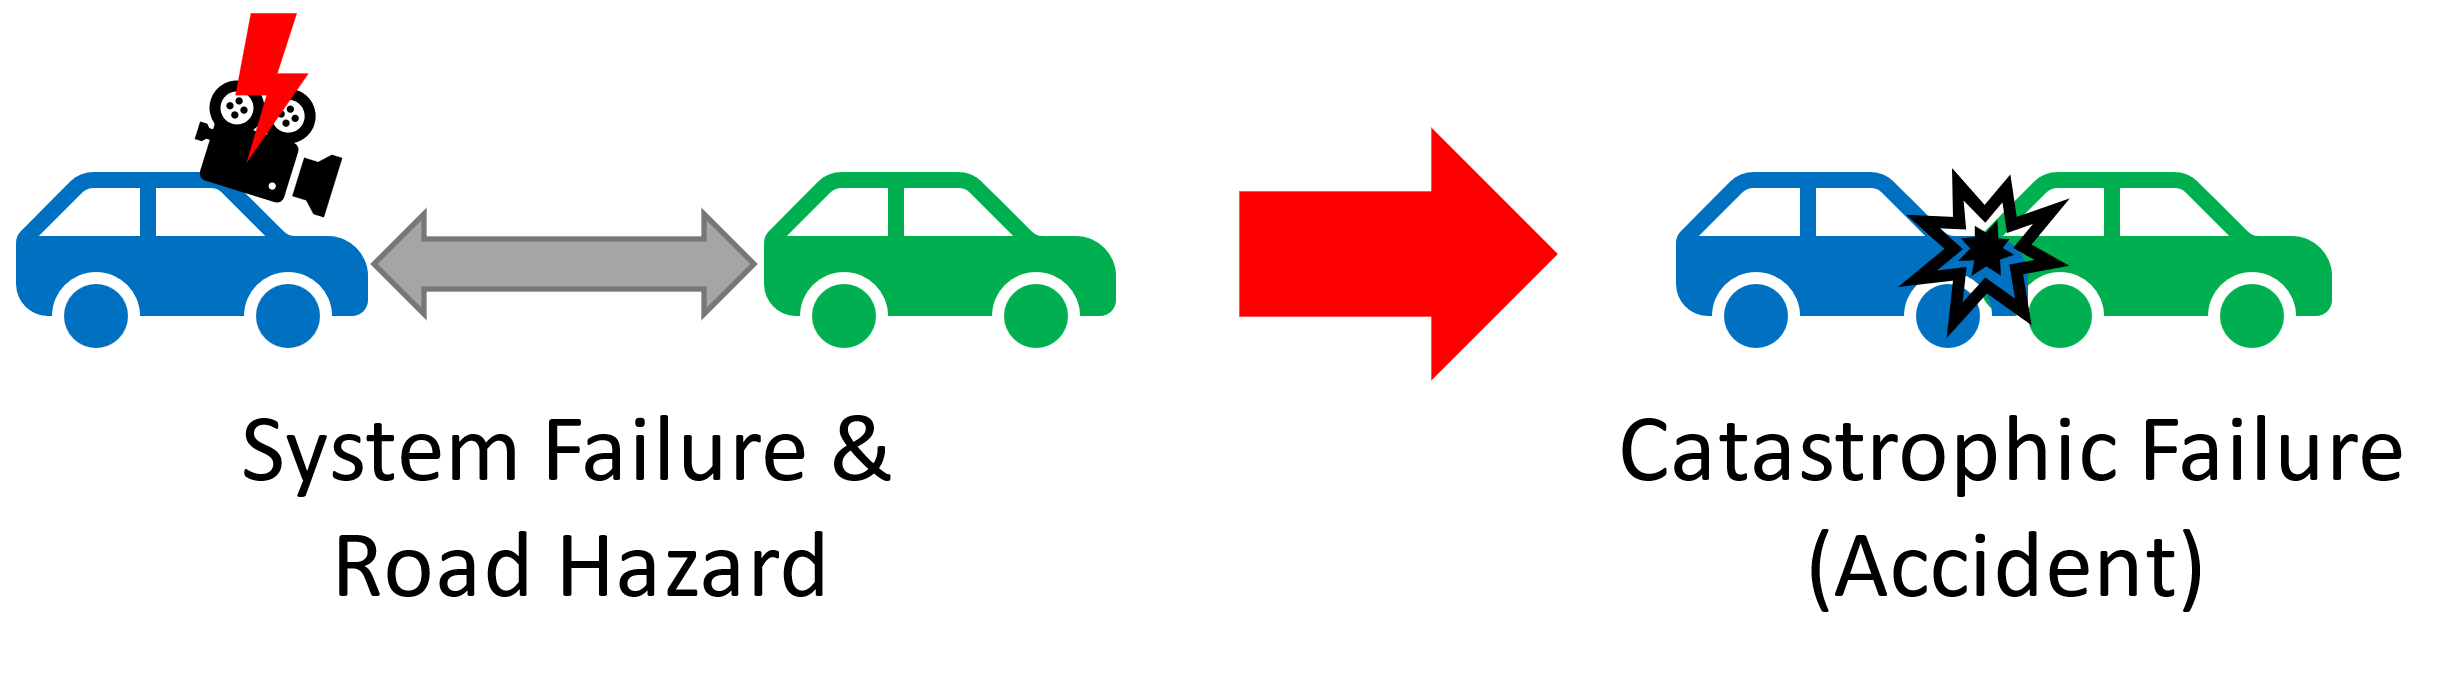 System Failure &
Road Hazard
Catastrophic Failure
(Accident)